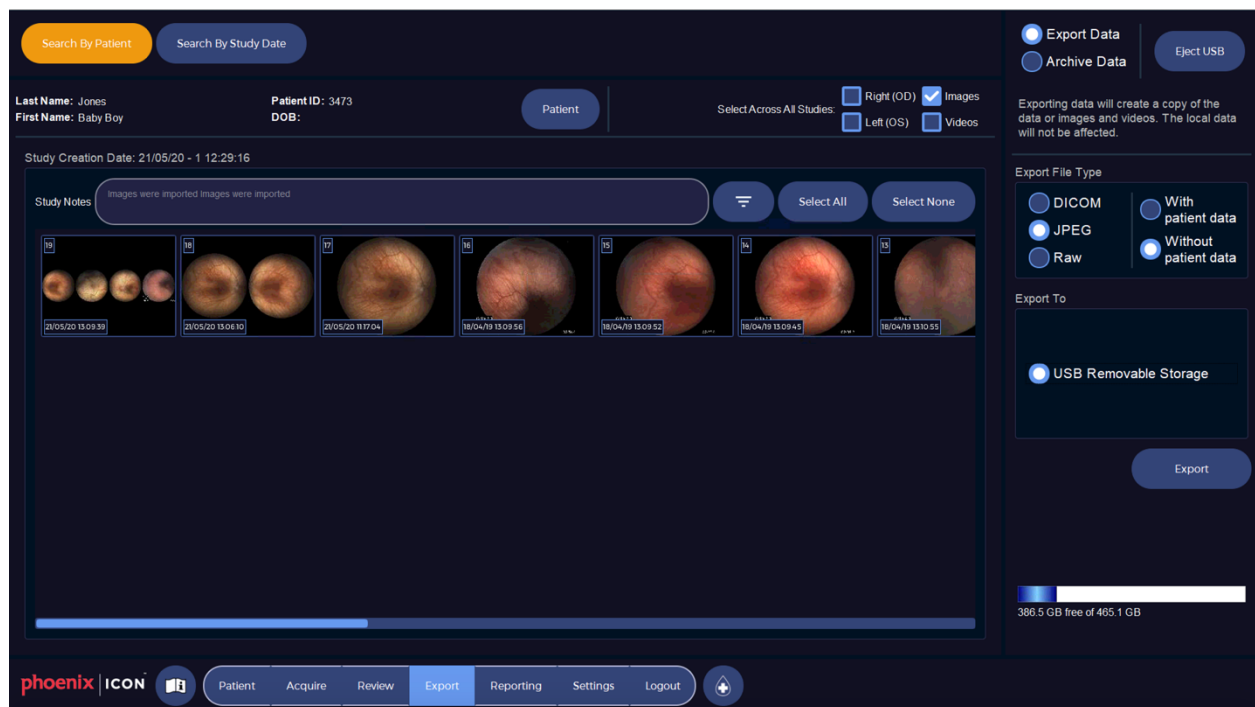 Search By Patient
Search By Study Date
Export Data
Archive Data
Eject USB
Last Name: Jones
First Name: Baby Boy
Patient ID: 3473
DOB:
Patient
Select Across All Studies:
Right (OD)
Images
Left (OS)
Videos
Exporting data will create a copy of the
data or images and videos. The local data
will not be affected.
Study Creation Date: 21/05/20 - 1 12:29:16
Study Notes
Images were imported Images were imported
Select All
Select None
19
21/05/20 13 09 39
18
21/05/20 13 06 10
17
21/05/20 11 17 04
16
18/04/19 13:09 56
15
18/04/19 13:09 52
14
18/04/19 13 09 45
13
18/04/19 13:10 55
Export File Type
DICOM
JPEG
Raw
With
patient data
Without
patient data
Export To
USB Removable Storage
Export
386.5 GB free of 465.1 GB
phoenix | ICON
Patient
Acquire
Review
Export
Reporting
Settings
Logout